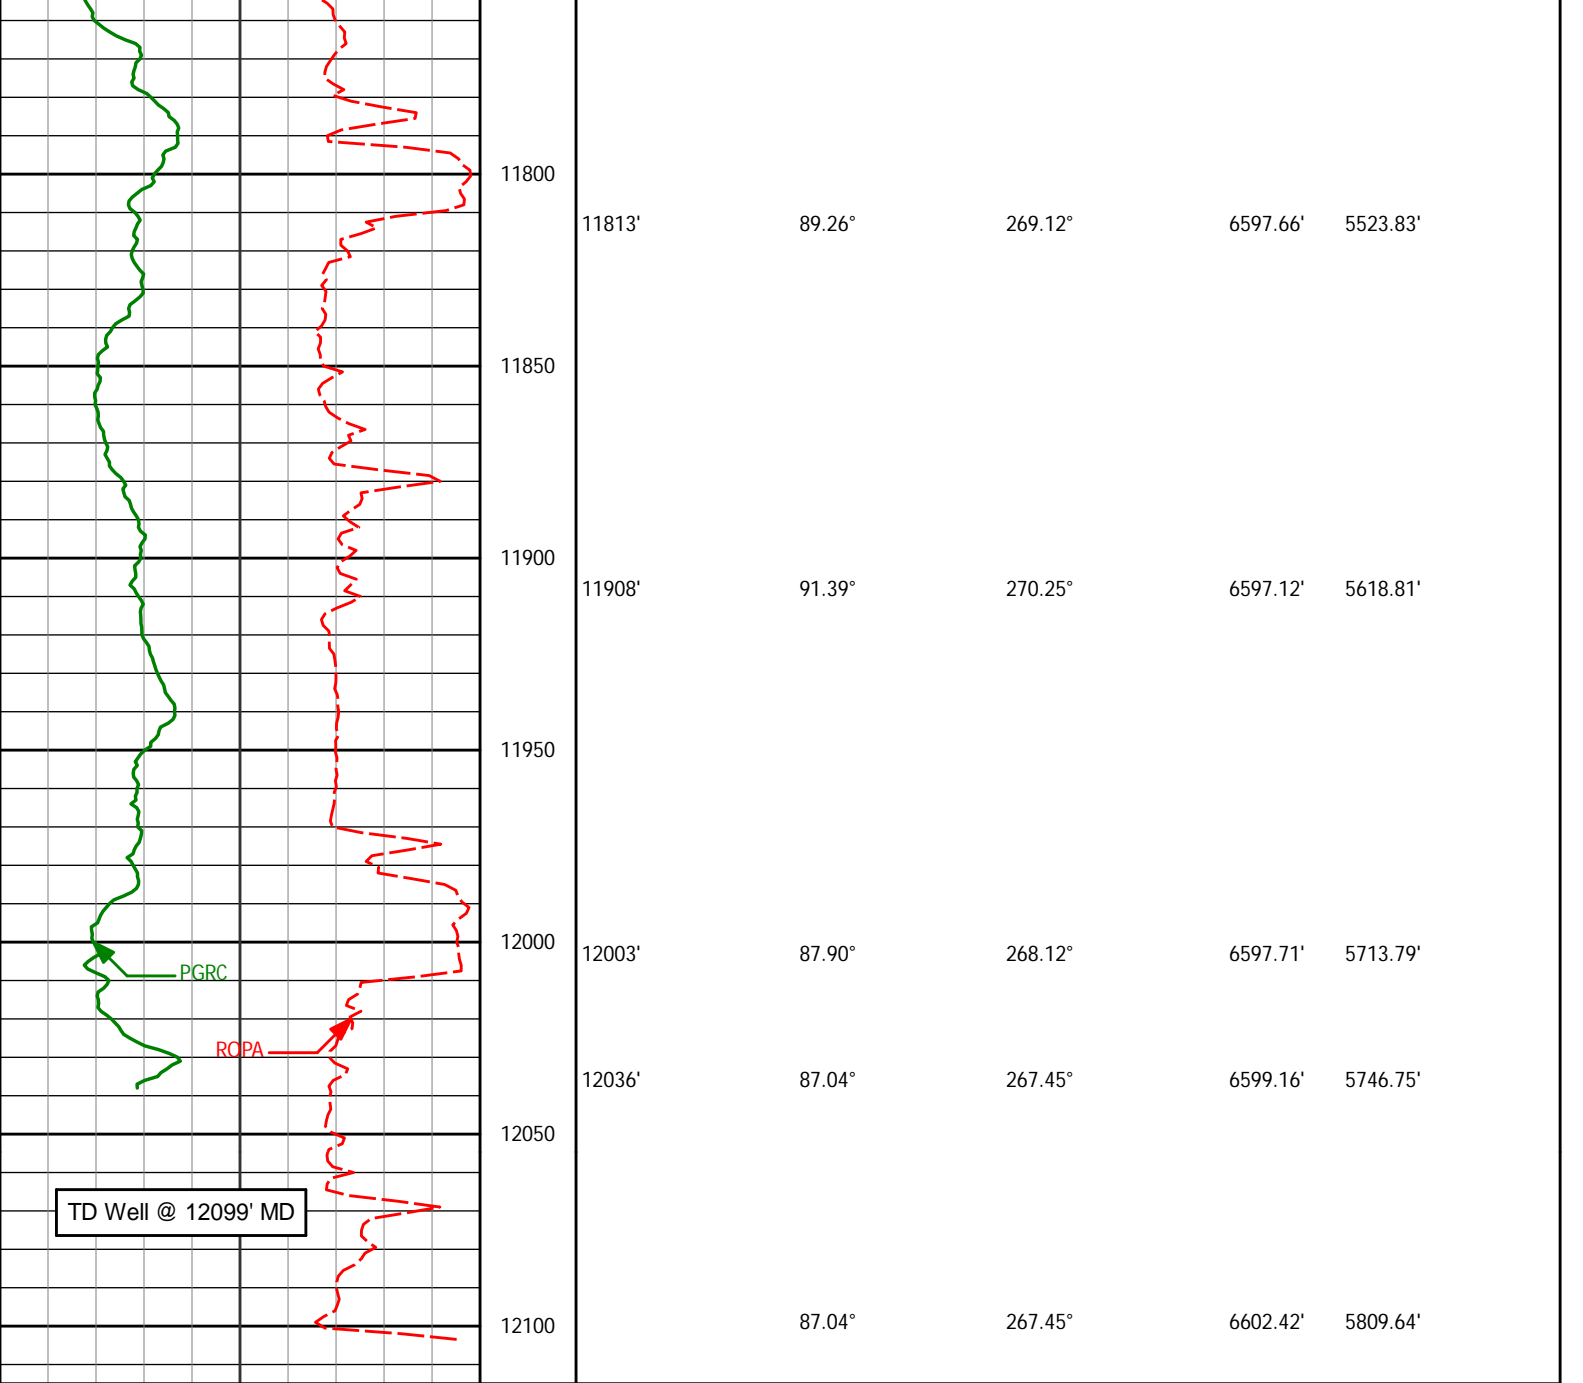 11800
11813' 89.26° 269.12° 6597.66' 5523.83'
11850
11900
11908' 91.39° 270.25° 6597.12' 5618.81'
11950
12000
12003' 87.90° 268.12° 6597.71' 5713.79'
PGRC
ROPA
12036' 87.04° 267.45° 6599.16' 5746.75'
12050
TD Well @ 12099' MD
12100
87.04° 267.45° 6602.42' 5809.64'